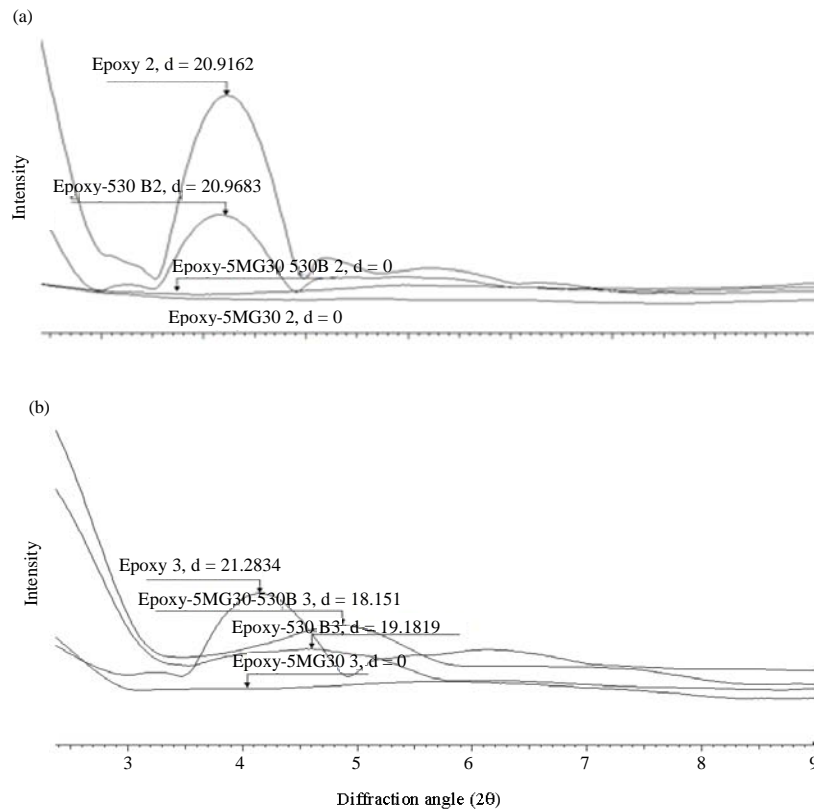 (a)
Epoxy 2, d = 20.9162
Epoxy-530 B2, d = 20.9683
Epoxy-5MG30 530B 2, d = 0
Epoxy-5MG30 2, d = 0
Intensity
(b)
Epoxy 3, d = 21.2834
Epoxy-5MG30-530B 3, d = 18.151
Epoxy-530 B3, d = 19.1819
Epoxy-5MG30 3, d = 0
Intensity
3 4 5 6 7 8 9
Diffraction angle (2θ)